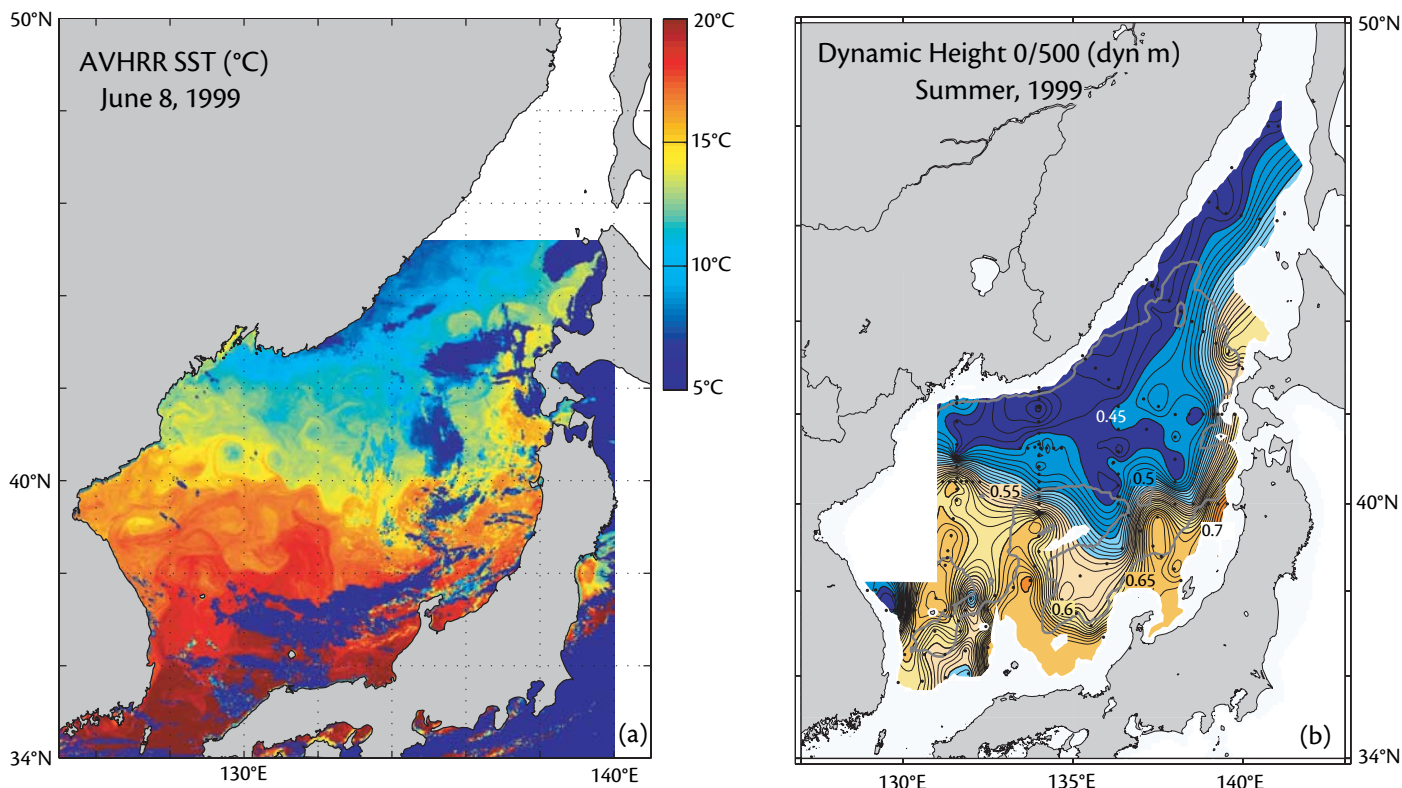 AVHRR SST (°C)
June 8, 1999
50°N
40°N
34°N
130°E
140°E
(a)
20°C
15°C
10°C
5°C
Dynamic Height 0/500 (dyn m)
Summer, 1999
0.45
0.5
0.55
0.7
0.65
0.6
50°N
40°N
34°N
130°E
135°E
140°E
(b)